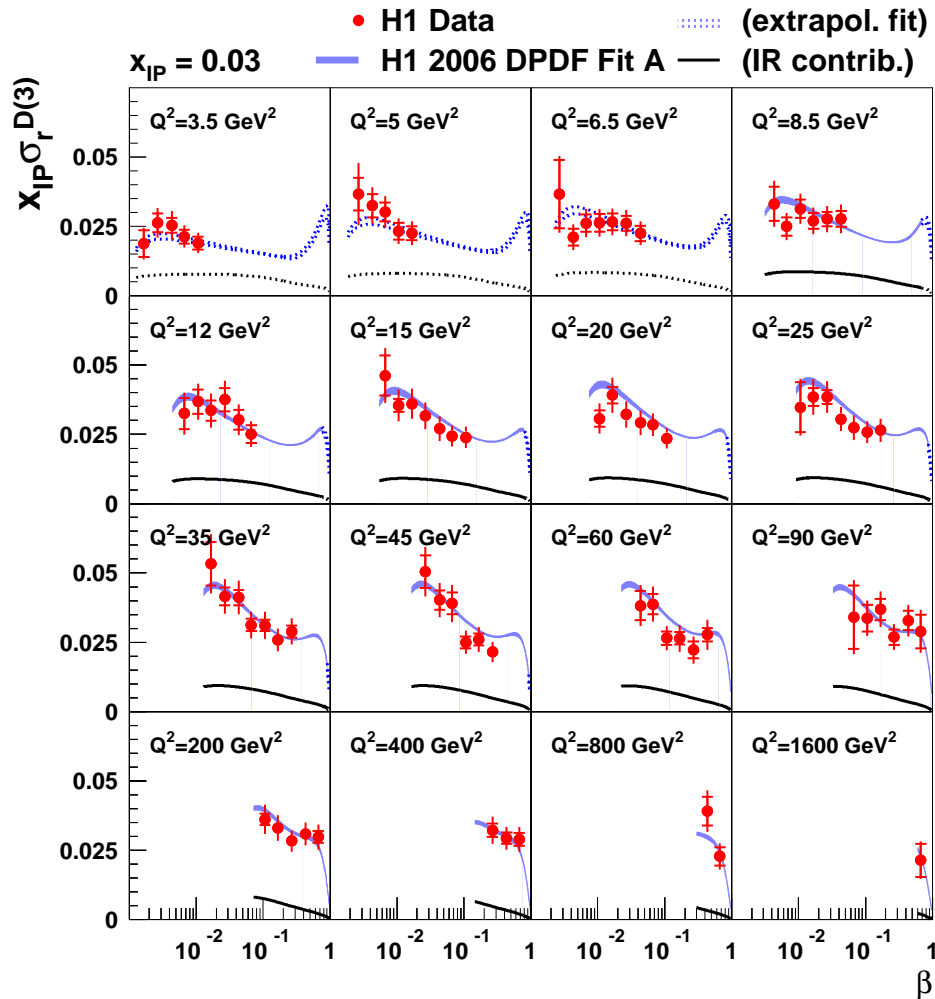 H1 Data
(extrapol. fit)
x_IP = 0.03
H1 2006 DPDF Fit A
(IR contrib.)
x_IP σ_r^D(3)
Q²=3.5 GeV²
Q²=5 GeV²
Q²=6.5 GeV²
Q²=8.5 GeV²
0.05
0.025
0
Q²=12 GeV²
Q²=15 GeV²
Q²=20 GeV²
Q²=25 GeV²
0.05
0.025
0
Q²=35 GeV²
Q²=45 GeV²
Q²=60 GeV²
Q²=90 GeV²
0.05
0.025
0
Q²=200 GeV²
Q²=400 GeV²
Q²=800 GeV²
Q²=1600 GeV²
0.05
0.025
0
10⁻² 10⁻¹ 10⁻² 10⁻¹ 10⁻² 10⁻¹ 10⁻² 10⁻¹ 1
β